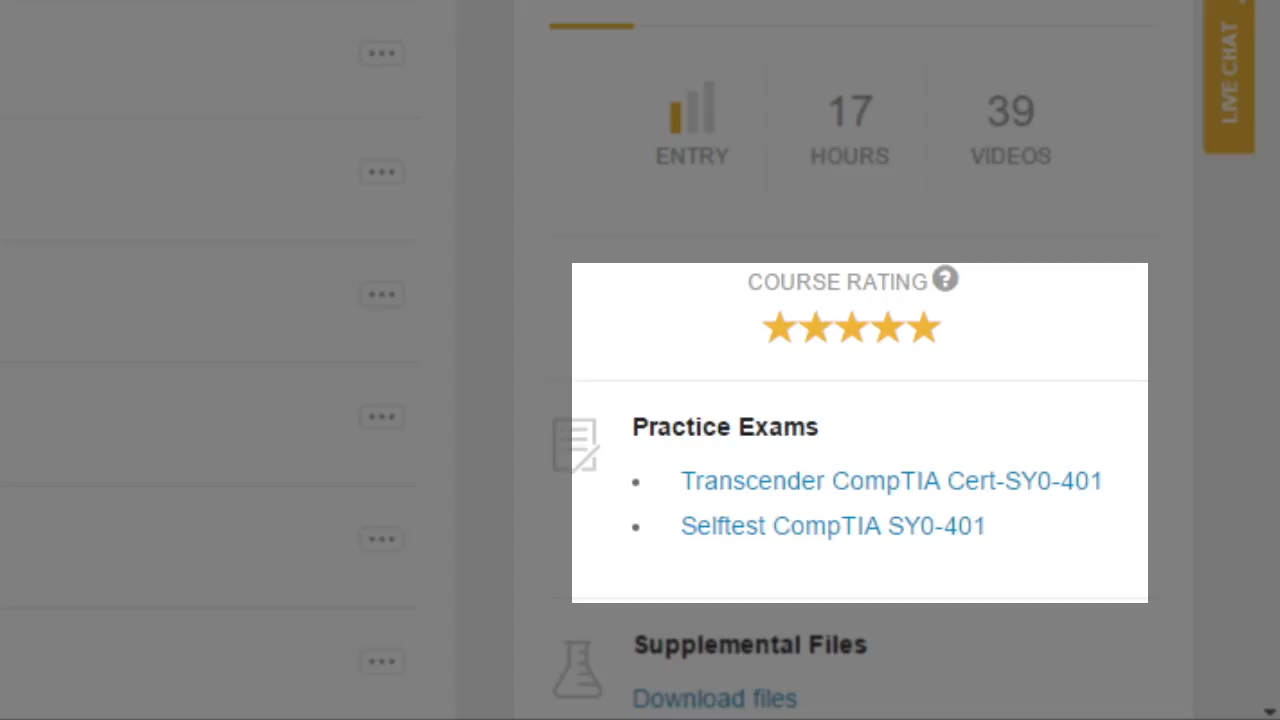 LIVE CHAT
17
39
ENTRY
HOURS
VIDEOS
COURSE RATING ?
Practice Exams
• Transcender CompTIA Cert-SY0-401
• Selftest CompTIA SY0-401
Supplemental Files
Download files